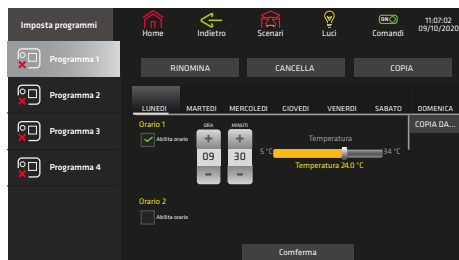 Imposta programmi
Home
Indietro
Scenari
Luci
ON
Comandi
11:07:02
09/10/2020
Programma 1
Programma 2
Programma 3
Programma 4
RINOMINA
CANCELLA
COPIA
LUNEDI
MARTEDI
MERCOLEDI
GIOVEDI
VENERDI
SABATO
DOMENICA
COPIA DA...
Orario 1
Abilita orario
ORA
MINUTI
+
+
09
30
-
-
Temperatura
5 °C
34 °C
Temperatura 24.0 °C
Orario 2
Abilita orario
Comferma